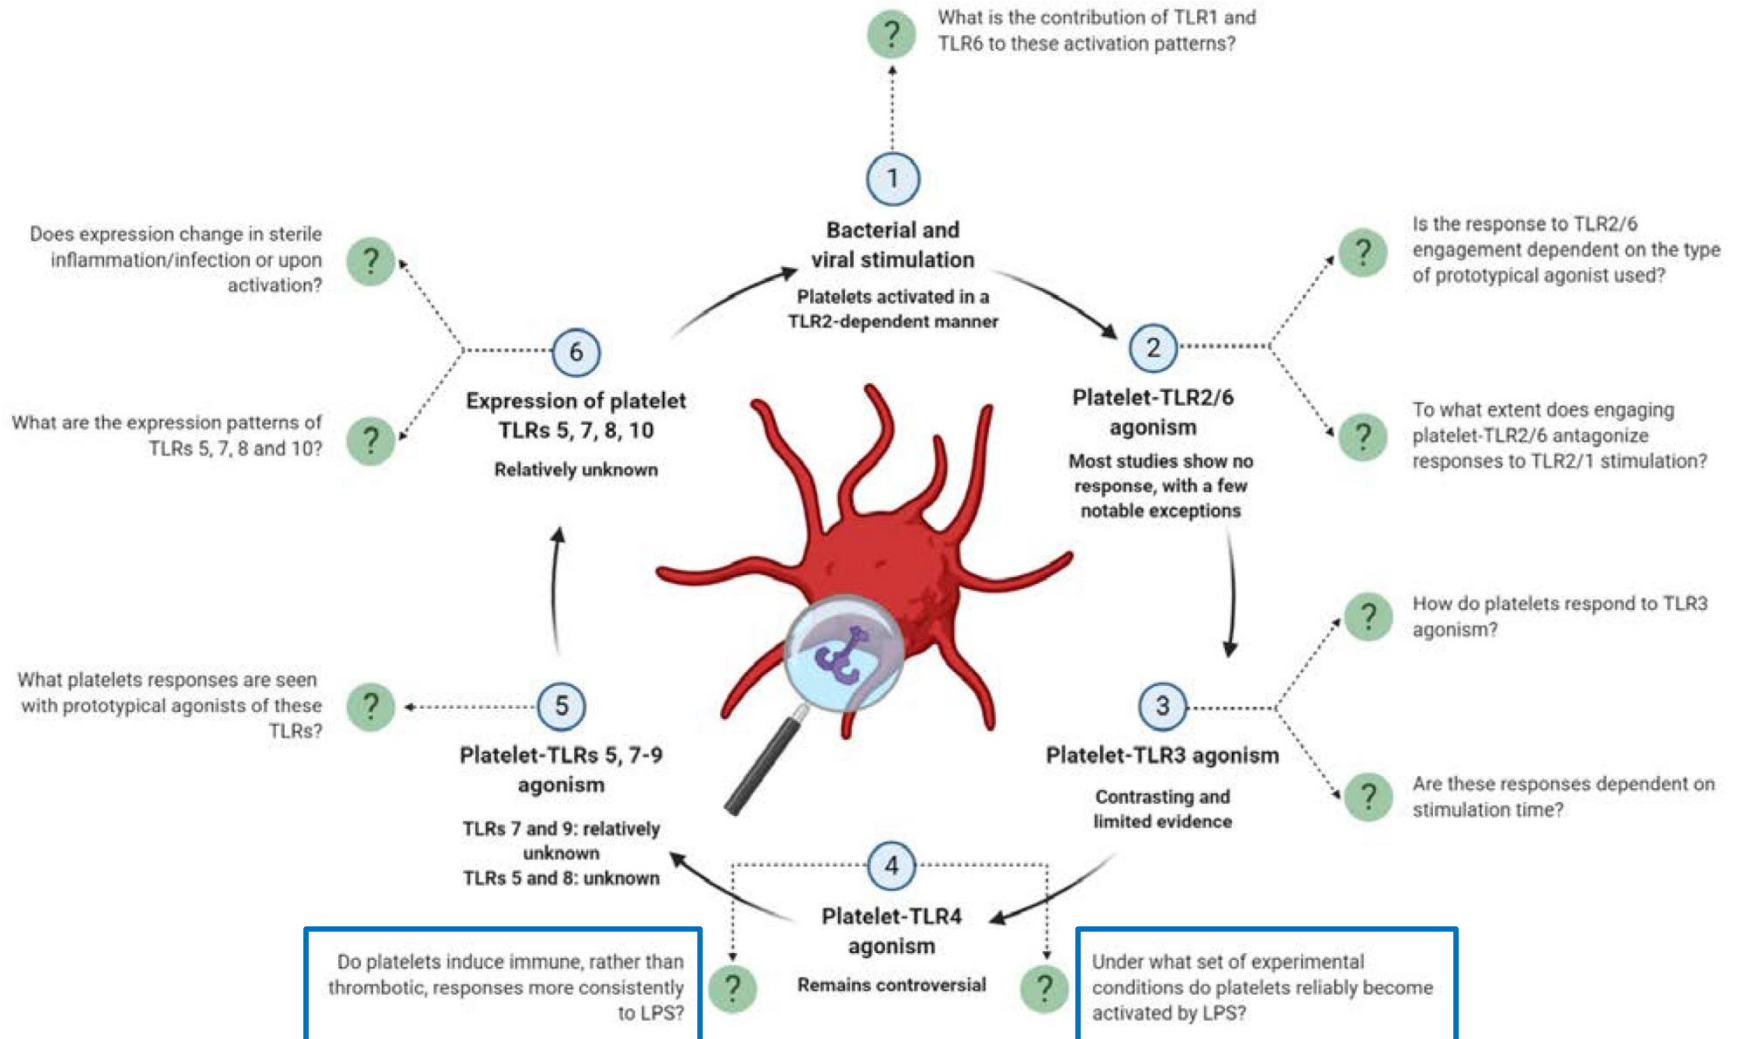 ?
What is the contribution of TLR1 and
TLR6 to these activation patterns?
1
Bacterial and
viral stimulation
Platelets activated in a
TLR2-dependent manner
2
Platelet-TLR2/6
agonism
Most studies show no
response, with a few
notable exceptions
?
Is the response to TLR2/6
engagement dependent on the type
of prototypical agonist used?
?
To what extent does engaging
platelet-TLR2/6 antagonize
responses to TLR2/1 stimulation?
3
Platelet-TLR3 agonism
Contrasting and
limited evidence
?
How do platelets respond to TLR3
agonism?
?
Are these responses dependent on
stimulation time?
4
Platelet-TLR4
agonism
Remains controversial
?
Under what set of experimental
conditions do platelets reliably become
activated by LPS?
Do platelets induce immune, rather than
thrombotic, responses more consistently
to LPS?
?
5
Platelet-TLRs 5, 7-9
agonism
TLRs 7 and 9: relatively
unknown
TLRs 5 and 8: unknown
What platelets responses are seen
with prototypical agonists of these
TLRs?
?
6
Expression of platelet
TLRs 5, 7, 8, 10
Relatively unknown
Does expression change in sterile
inflammation/infection or upon
activation?
?
What are the expression patterns of
TLRs 5, 7, 8 and 10?
?